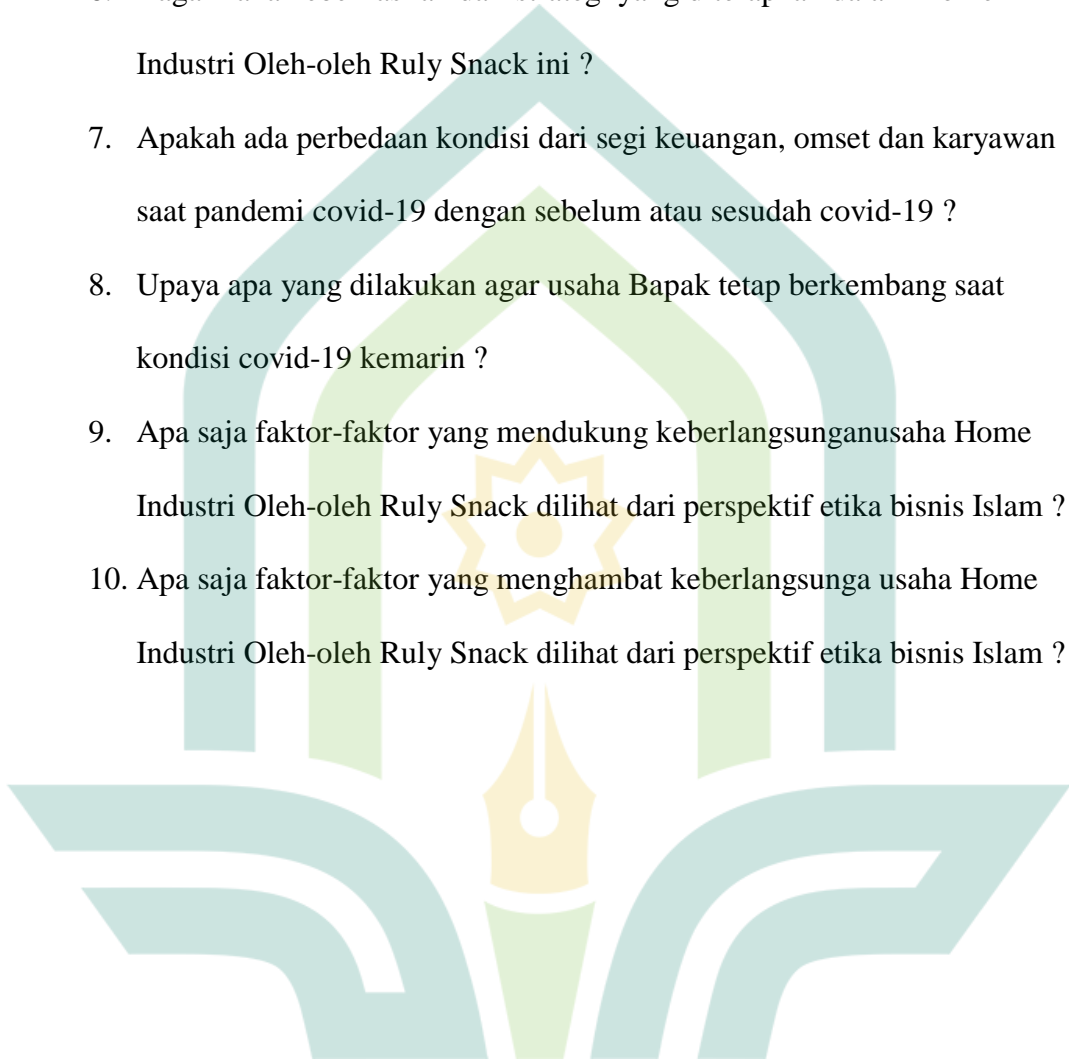 Industri Oleh-oleh Ruly Snack ini ?
7. Apakah ada perbedaan kondisi dari segi keuangan, omset dan karyawan
saat pandemi covid-19 dengan sebelum atau sesudah covid-19 ?
8. Upaya apa yang dilakukan agar usaha Bapak tetap berkembang saat
kondisi covid-19 kemarin ?
9. Apa saja faktor-faktor yang mendukung keberlangsunganusaha Home
Industri Oleh-oleh Ruly Snack dilihat dari perspektif etika bisnis Islam ?
10. Apa saja faktor-faktor yang menghambat keberlangsunga usaha Home
Industri Oleh-oleh Ruly Snack dilihat dari perspektif etika bisnis Islam ?